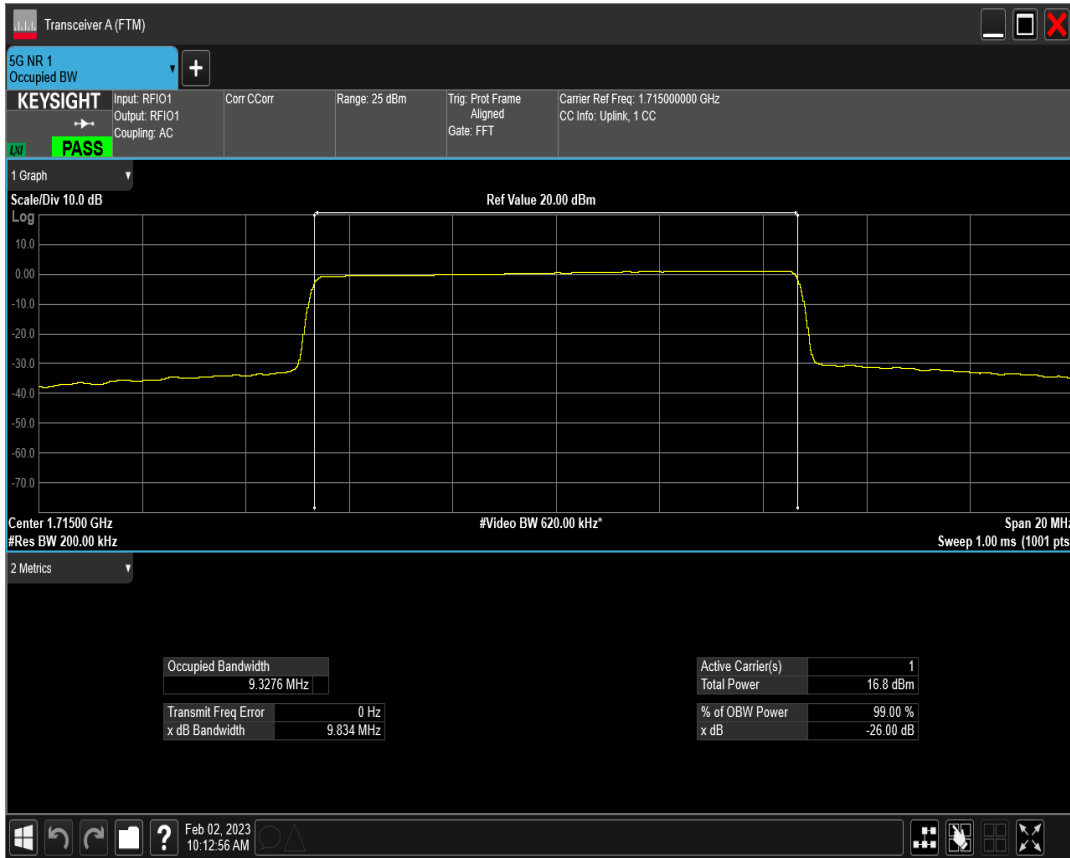 Transceiver A (FTM)
5G NR 1
Occupied BW
+
KEYSIGHT
LXI
PASS
Input: RFIO1
Output: RFIO1
Coupling: AC
Corr CCorr
Range: 25 dBm
Trig: Prot Frame
Aligned
Gate: FFT
Carrier Ref Freq: 1.715000000 GHz
CC Info: Uplink, 1 CC
1 Graph
Scale/Div 10.0 dB
Ref Value 20.00 dBm
Log
10.0
0.00
-10.0
-20.0
-30.0
-40.0
-50.0
-60.0
-70.0
Center 1.71500 GHz
#Video BW 620.00 kHz*
Span 20 MHz
#Res BW 200.00 kHz
Sweep 1.00 ms (1001 pts
2 Metrics
Occupied Bandwidth
9.3276 MHz
Transmit Freq Error 0 Hz
x dB Bandwidth 9.834 MHz
Active Carrier(s) 1
Total Power 16.8 dBm
% of OBW Power 99.00 %
x dB -26.00 dB
?
Feb 02, 2023
10:12:56 AM